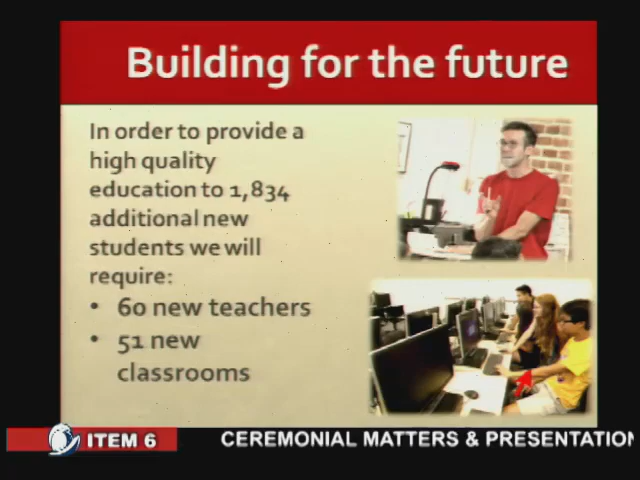 Building for the future
In order to provide a
high quality
education to 1,834
additional new
students we will
require:
• 60 new teachers
• 51 new
classrooms
ITEM 6
CEREMONIAL MATTERS & PRESENTATION